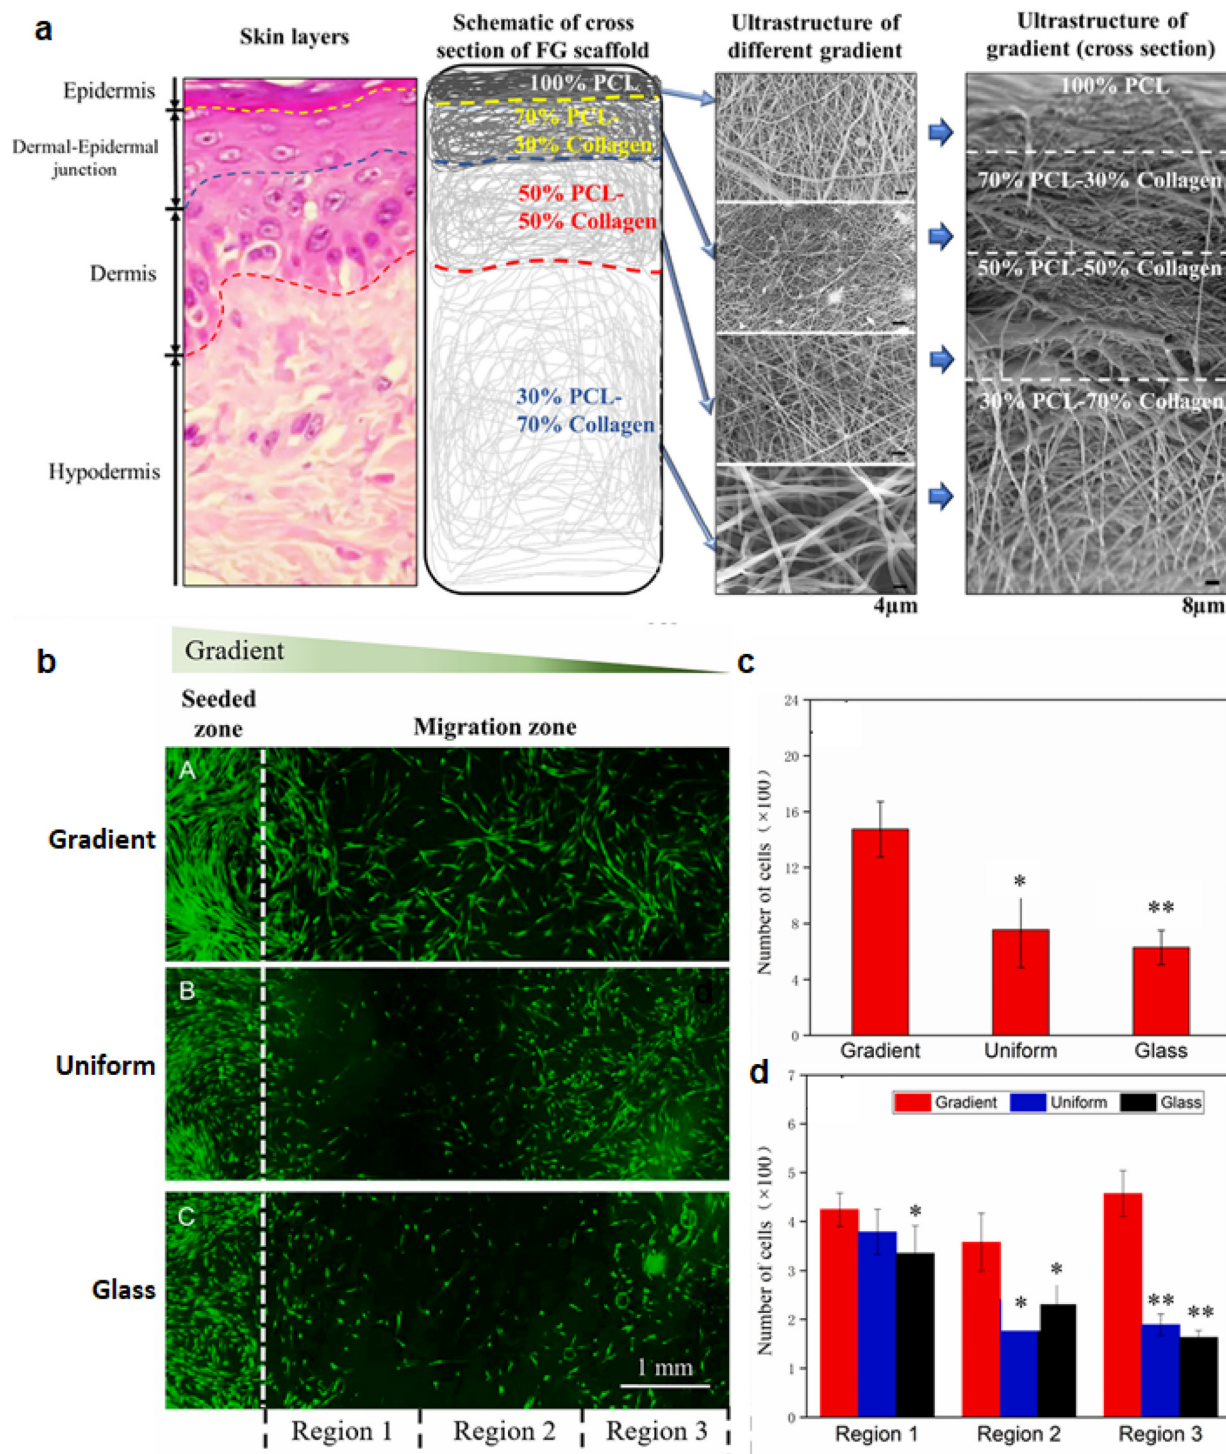 a
Skin layers
Schematic of cross
section of FG scaffold
Ultrastructure of
different gradient
Ultrastructure of
gradient (cross section)
Epidermis
Dermal-Epidermal
junction
Dermis
Hypodermis
100% PCL
70% PCL-
30% Collagen
50% PCL-
50% Collagen
30% PCL-
70% Collagen
4μm
100% PCL
70% PCL-30% Collagen
50% PCL-50% Collagen
30% PCL-70% Collagen
8μm
b
Gradient
Seeded
zone
Migration zone
Gradient
A
Uniform
B
d
Glass
C
1 mm
Region 1
Region 2
Region 3
c
Number of cells (×100)
24
20
16
12
8
4
0
*
**
Gradient
Uniform
Glass
d
Number of cells (×100)
7
6
5
4
3
2
1
0
Gradient
Uniform
Glass
*
*
*
**
**
Region 1
Region 2
Region 3